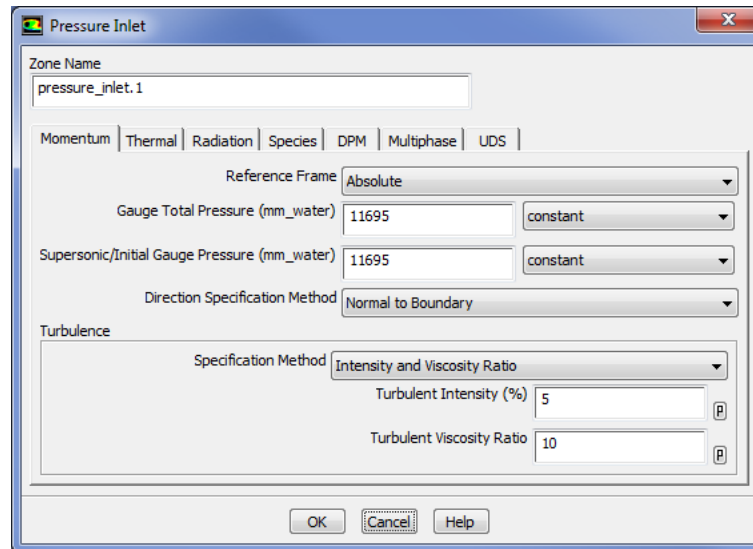 Pressure Inlet
Zone Name
pressure_inlet.1
Momentum Thermal Radiation Species DPM Multiphase UDS
Reference Frame Absolute
Gauge Total Pressure (mm_water) 11695 constant
Supersonic/Initial Gauge Pressure (mm_water) 11695 constant
Direction Specification Method Normal to Boundary
Turbulence
Specification Method Intensity and Viscosity Ratio
Turbulent Intensity (%) 5 P
Turbulent Viscosity Ratio 10 P
OK Cancel Help